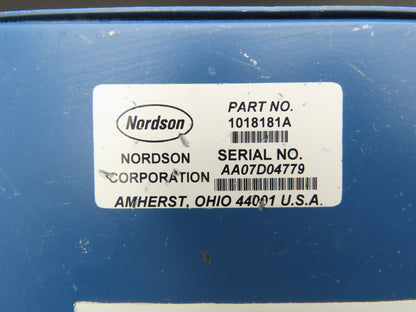 Nordson
PART NO.
1018181A
NORDSON
CORPORATION
SERIAL NO.
AA07D04779
AMHERST, OHIO 44001 U.S.A.